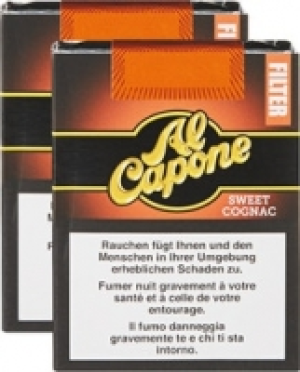 FILTER
Al
Capone
SWEET
COGNAC
Rauchen fügt Ihnen und den
Menschen in ihrer Umgebung
erheblichen Schaden zu.
Fumer nuit gravement à votre
santé et à celle de votre
entourage.
Il fumo danneggia
gravemente te e chi ti sta
intorno.
FILTER